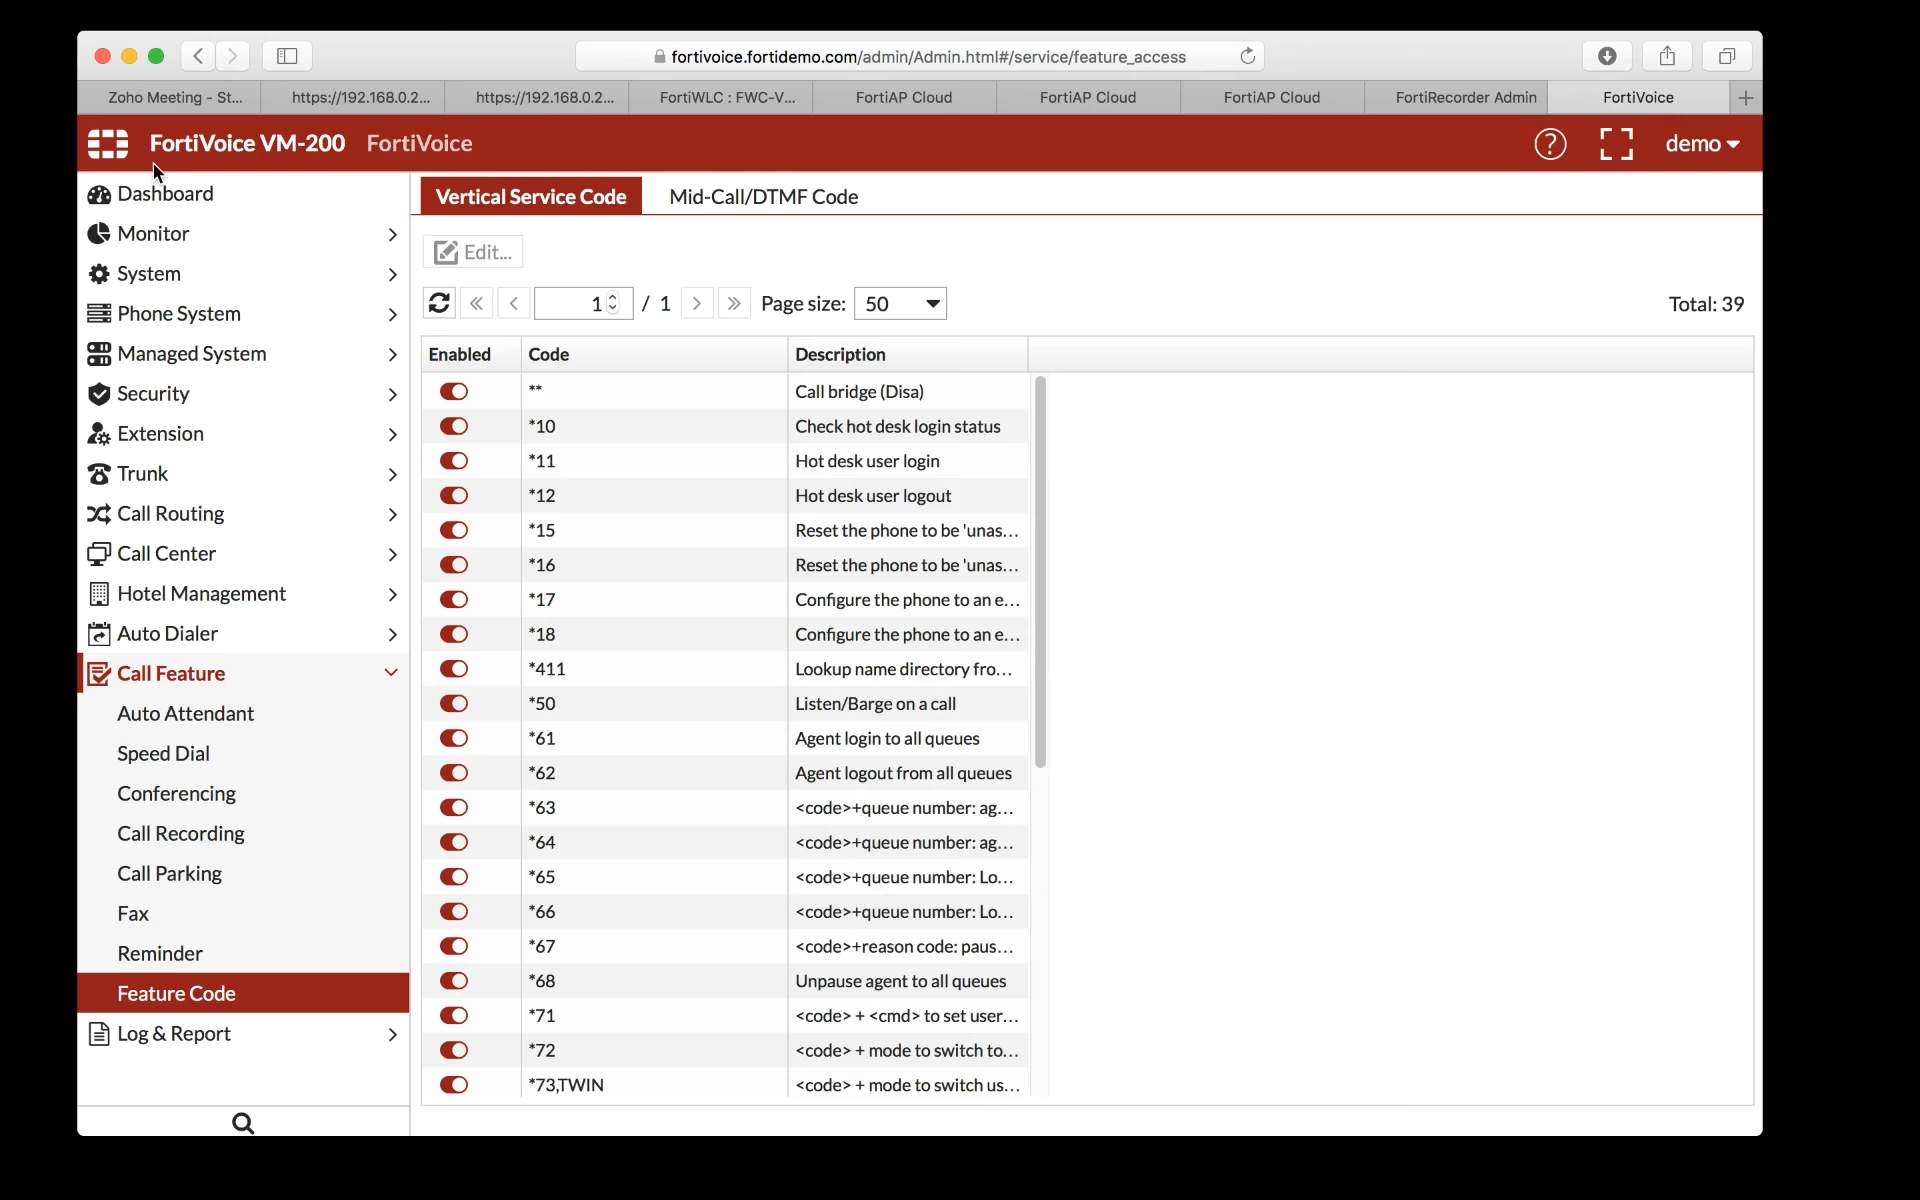 fortivoice.fortidemo.com/admin/Admin.html#/service/feature_access
Zoho Meeting - St...
https://192.168.0.2...
https://192.168.0.2...
FortiWLC : FWC-V...
FortiAP Cloud
FortiAP Cloud
FortiAP Cloud
FortiRecorder Admin
FortiVoice
FortiVoice VM-200 FortiVoice
demo
Dashboard
Monitor
System
Phone System
Managed System
Security
Extension
Trunk
Call Routing
Call Center
Hotel Management
Auto Dialer
Call Feature
Auto Attendant
Speed Dial
Conferencing
Call Recording
Call Parking
Fax
Reminder
Feature Code
Log & Report
Vertical Service Code
Mid-Call/DTMF Code
Edit...
1 / 1 Page size: 50
Total: 39
Enabled Code Description
** Call bridge (Disa)
*10 Check hot desk login status
*11 Hot desk user login
*12 Hot desk user logout
*15 Reset the phone to be 'unas...
*16 Reset the phone to be 'unas...
*17 Configure the phone to an e...
*18 Configure the phone to an e...
*411 Lookup name directory fro...
*50 Listen/Barge on a call
*61 Agent login to all queues
*62 Agent logout from all queues
*63 <code>+queue number: ag...
*64 <code>+queue number: ag...
*65 <code>+queue number: Lo...
*66 <code>+queue number: Lo...
*67 <code>+reason code: paus...
*68 Unpause agent to all queues
*71 <code> + <cmd> to set user...
*72 <code> + mode to switch to...
*73,TWIN <code> + mode to switch us...